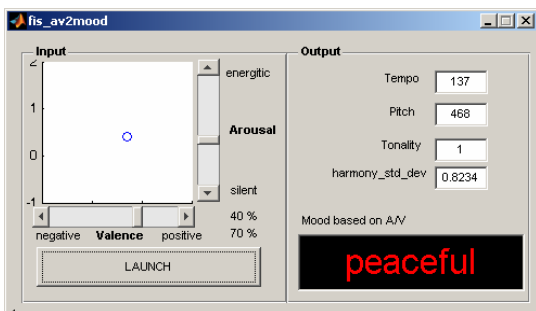 fis_av2mood
Input
2
1
0
-1
energitic
Arousal
silent
40 %
negative Valence positive 70 %
LAUNCH
Output
Tempo 137
Pitch 468
Tonality 1
harmony_std_dev 0.8234
Mood based on A/V
peaceful